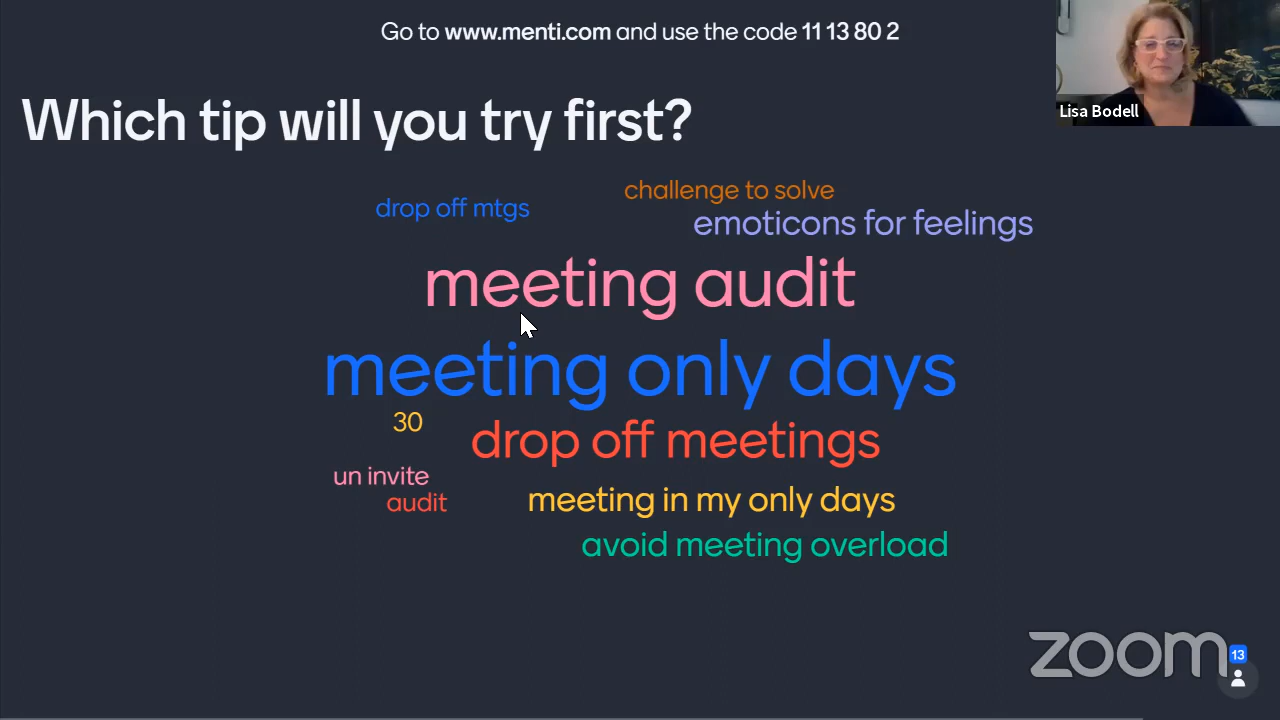 Go to www.menti.com and use the code 11 13 80 2
Lisa Bodell
Which tip will you try first?
challenge to solve
drop off mtgs
emoticons for feelings
meeting audit
meeting only days
30
drop off meetings
un invite
audit
meeting in my only days
avoid meeting overload
zoom
13